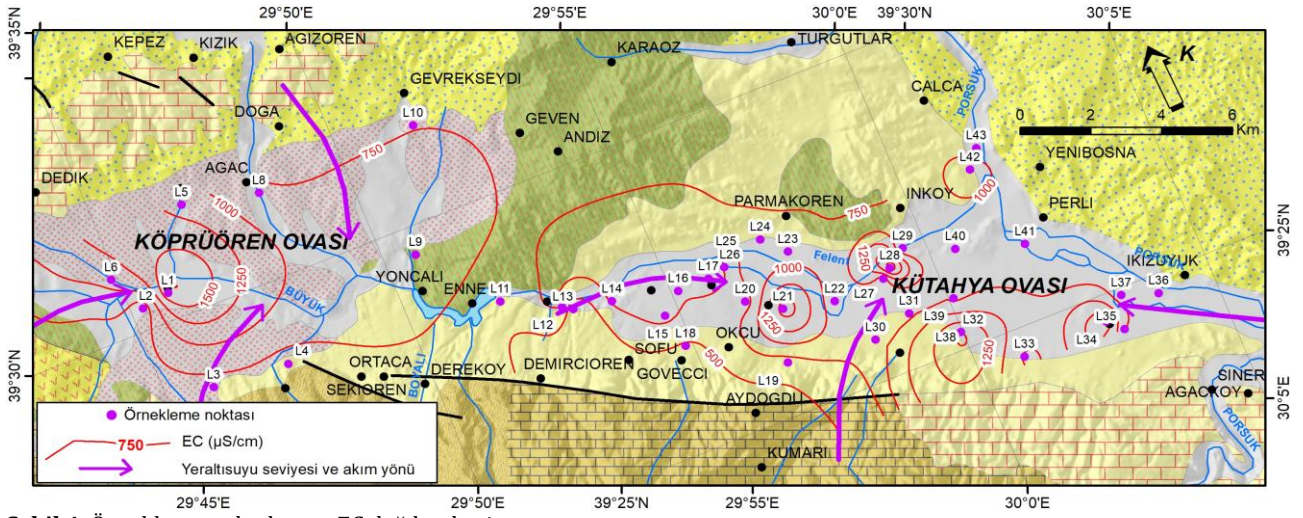 29°50'E 29°55'E 30°0'E 39°30'E 30°5'E
39°35'N
KEPEZ KIZIK AGIZOREN KARAOZ TURGUTLAR
K
GEVREKSEYDI CALCA PORSUK
0 2 4 6
Km
DOGA L10 GEVEN ANDIZ L43
750 L42 YENIBOSNA
AGAC L8
DEDIK L5 1000 PARMAKOREN 750 INKOY 1000 PERLI
39°25'N
KÖPRÜÖREN OVASI
L24 L23 L29 L40 L41
L9 L25 L26 Felent 1250 L28 PORSUK
L6 L1 1250 YONCALI L17 1000 IKIZUYUK
L2 1500 BÜYÜK ENNE L11 L13 L14 L16 L20 L21 L22 L27 KÜTAHYA OVASI L37 L36
L12 L15 L18 1250 L31 L39 L32 L35
L4 OKCU L30 L38 1250 L34
L3 ORTACA SEKIOREN BOYALI DEREKOY DEMIRCIOREN SOFU GOVECCI 500 L19 L33
SINER
39°30'N
30°5'E
AGACKOY
AYDOGDU
PORSUK
KUMARI
Örnekleme noktası
750 EC (µS/cm)
Yeraltısuyu seviyesi ve akım yönü
29°45'E 29°50'E 39°25'N 29°55'E 30°0'E